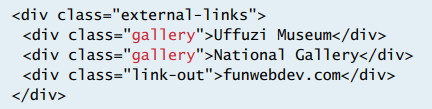 <div class="external-links">
<div class="gallery">Uffuzi Museum</div>
<div class="gallery">National Gallery</div>
<div class="link-out">funwebdev.com</div>
</div>